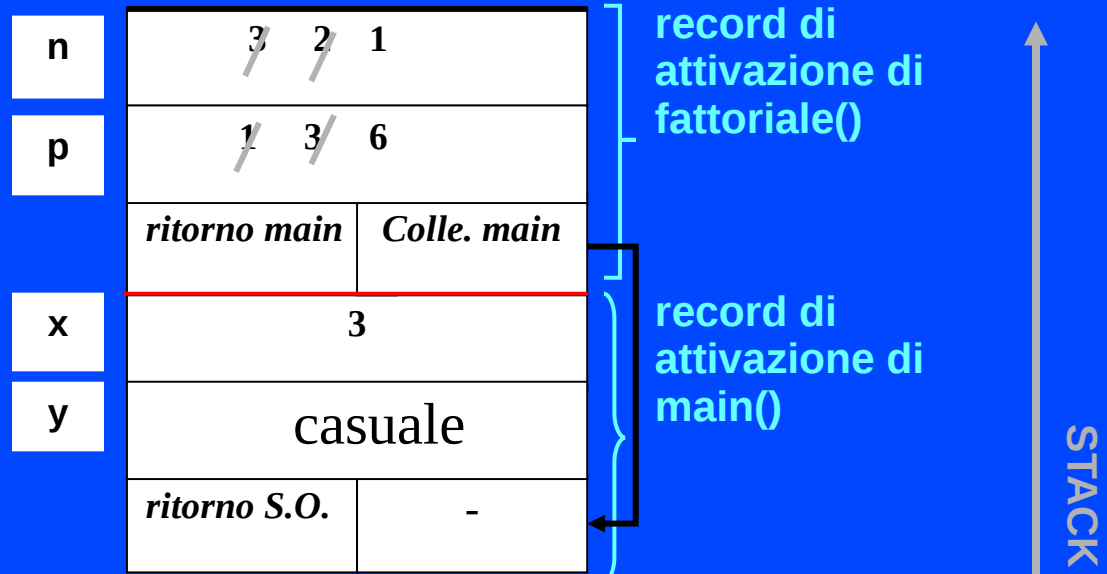 n
3 2 1
record di
attivazione di
fattoriale()
p
1 3 6
ritorno main
Colle. main
x
3
record di
attivazione di
main()
y
casuale
ritorno S.O.
-
STACK